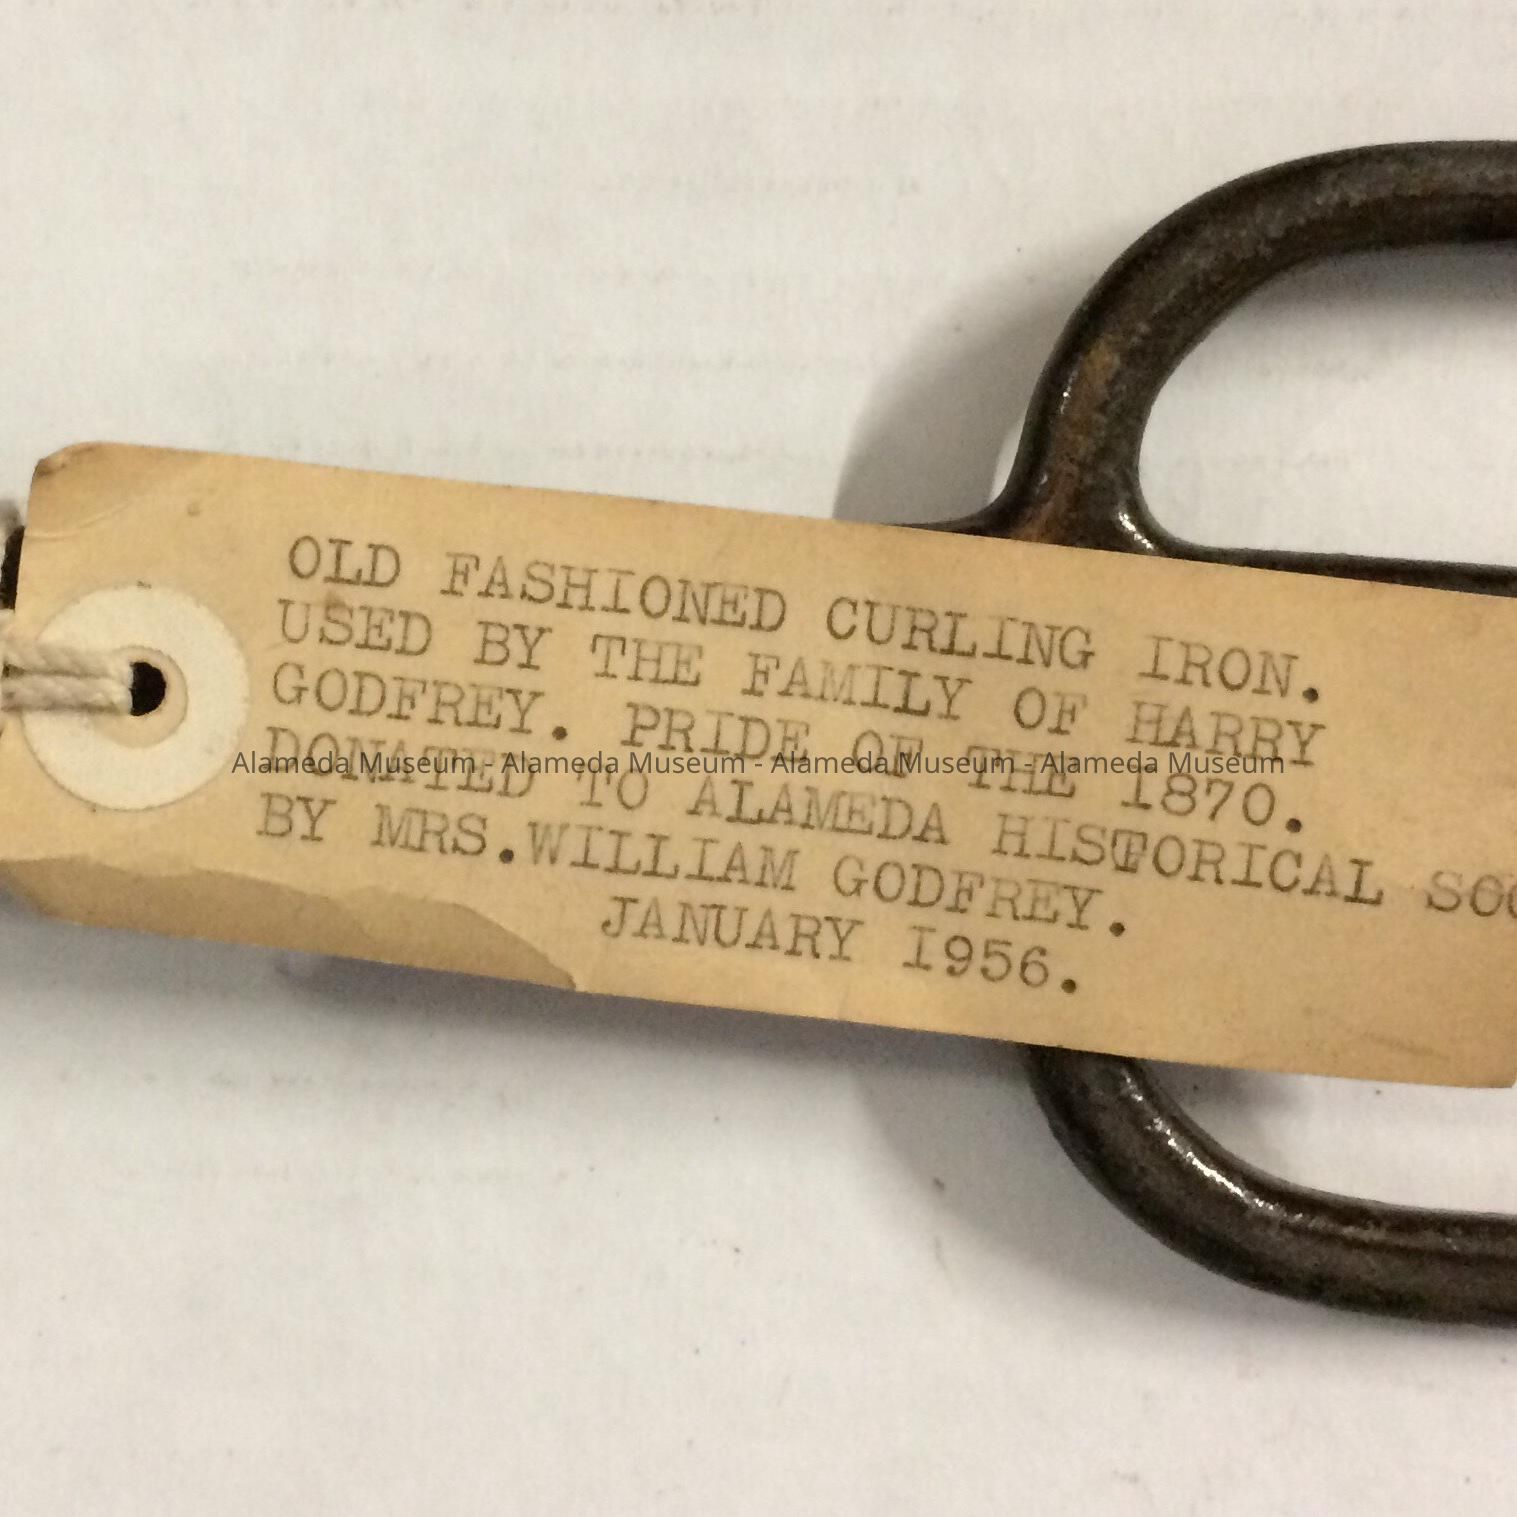 OLD FASHIONED CURLING IRON.
USED BY THE FAMILY OF HARRY
GODFREY. PRIDE OF THE 1870.
DONATED TO ALAMEDA HISTORICAL SOC
BY MRS.WILLIAM GODFREY.
JANUARY 1956.
Alameda Museum - Alameda Museum - Alameda Museum - Alameda Museum